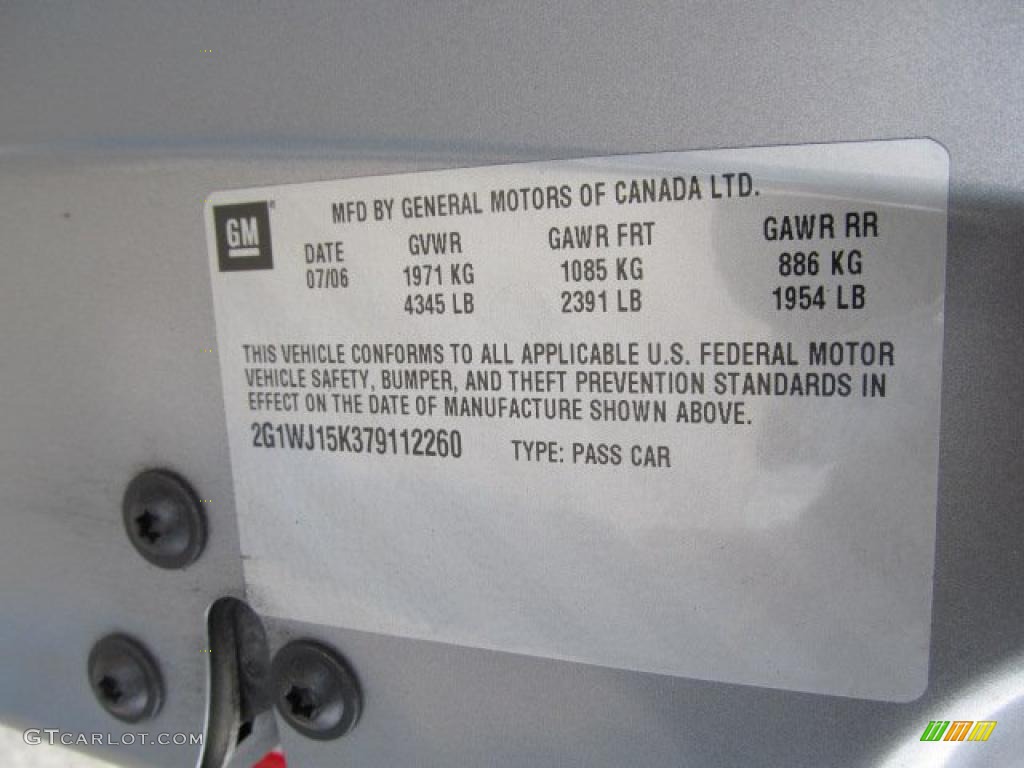 MFD BY GENERAL MOTORS OF CANADA LTD.
GM®
DATE GVWR GAWR FRT GAWR RR
07/06 1971 KG 1085 KG 886 KG
4345 LB 2391 LB 1954 LB
THIS VEHICLE CONFORMS TO ALL APPLICABLE U.S. FEDERAL MOTOR
VEHICLE SAFETY, BUMPER, AND THEFT PREVENTION STANDARDS IN
EFFECT ON THE DATE OF MANUFACTURE SHOWN ABOVE.
2G1WJ15K379112260 TYPE: PASS CAR
GTCARLOT.COM